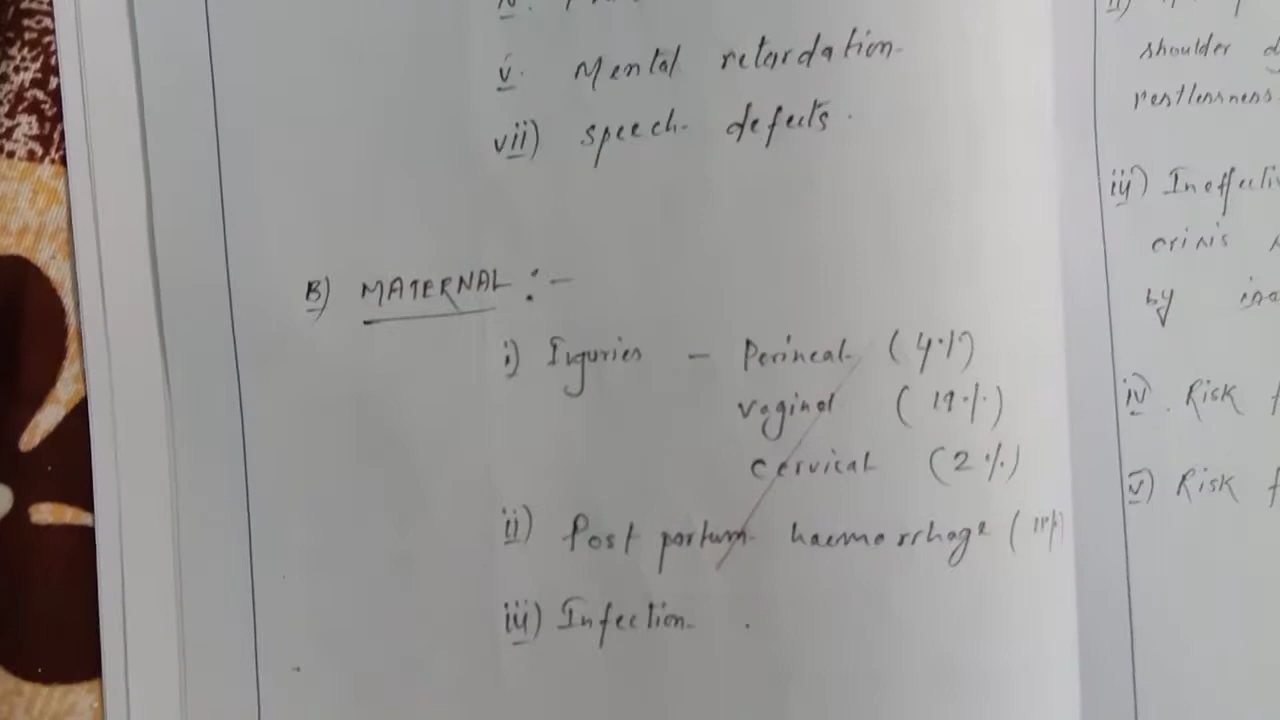 v. Mental retardation.
vii) speech defects.
B) MATERNAL :-
i) Injuries - Perineal (4%)
vaginal (19%)
cervical (2%)
ii) Post partum haemorrhage (11%)
iii) Infection.
shoulder
restlessness.
iii) Ineffecti
crisis
by
iv). Risk f
v) Risk f